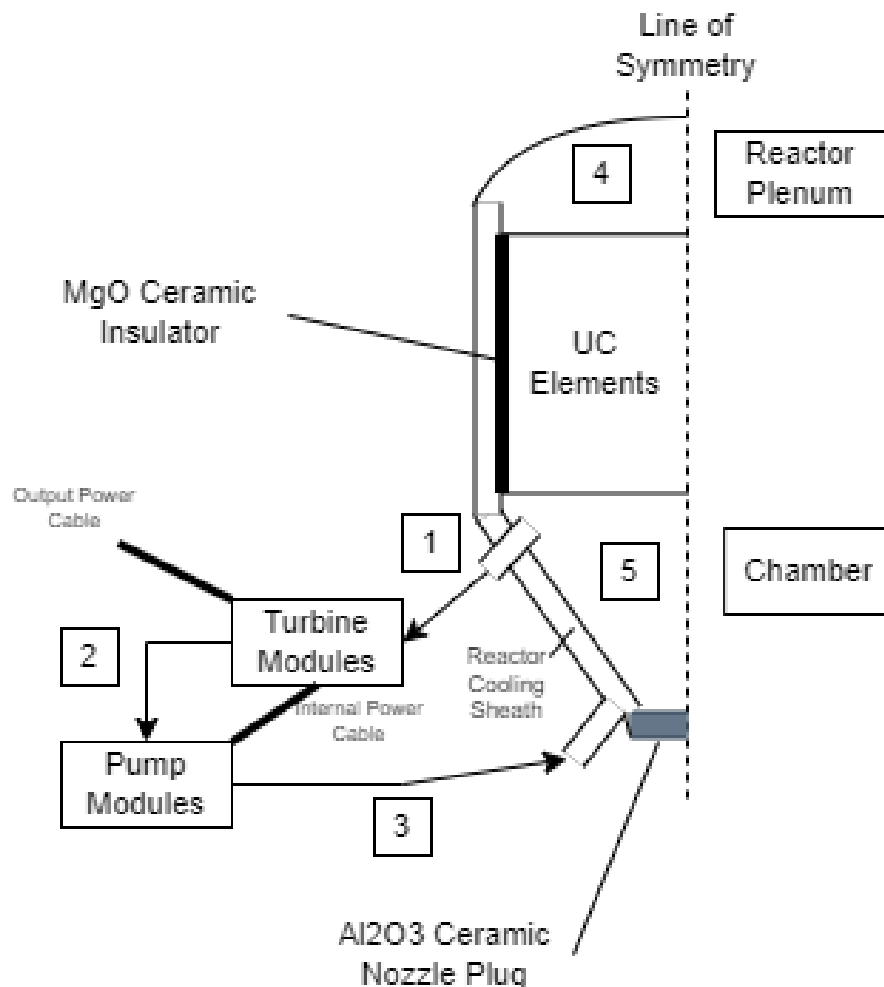 Line of
Symmetry
4
Reactor
Plenum
MgO Ceramic
Insulator
UC
Elements
Output Power
Cable
1
5
Chamber
Turbine
Modules
2
Reactor
Cooling
Sheath
Internal Power
Cable
Pump
Modules
3
Al2O3 Ceramic
Nozzle Plug